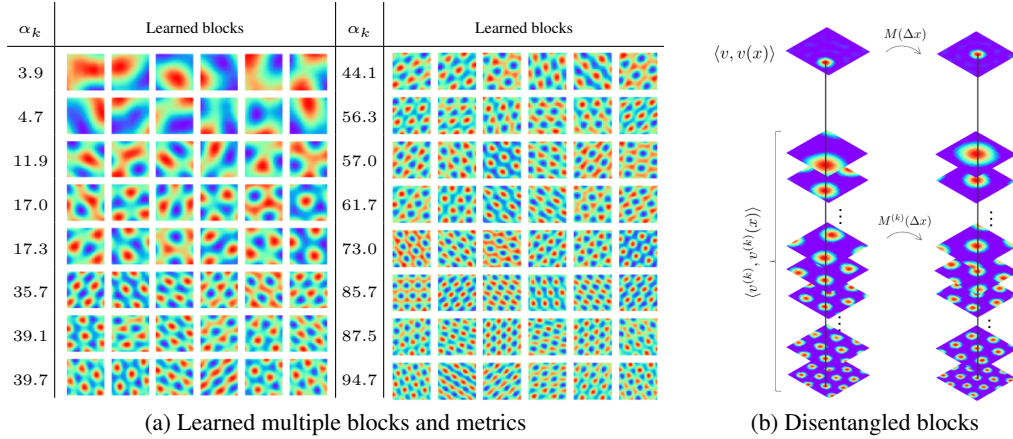 α_k Learned blocks α_k Learned blocks
3.9 44.1
4.7 56.3
11.9 57.0
17.0 61.7
17.3 73.0
35.7 85.7
39.1 87.5
39.7 94.7
(a) Learned multiple blocks and metrics
⟨v, v(x)⟩
M(Δx)
⟨v^(k), v^(k)(x)⟩
M^(k)(Δx)
(b) Disentangled blocks